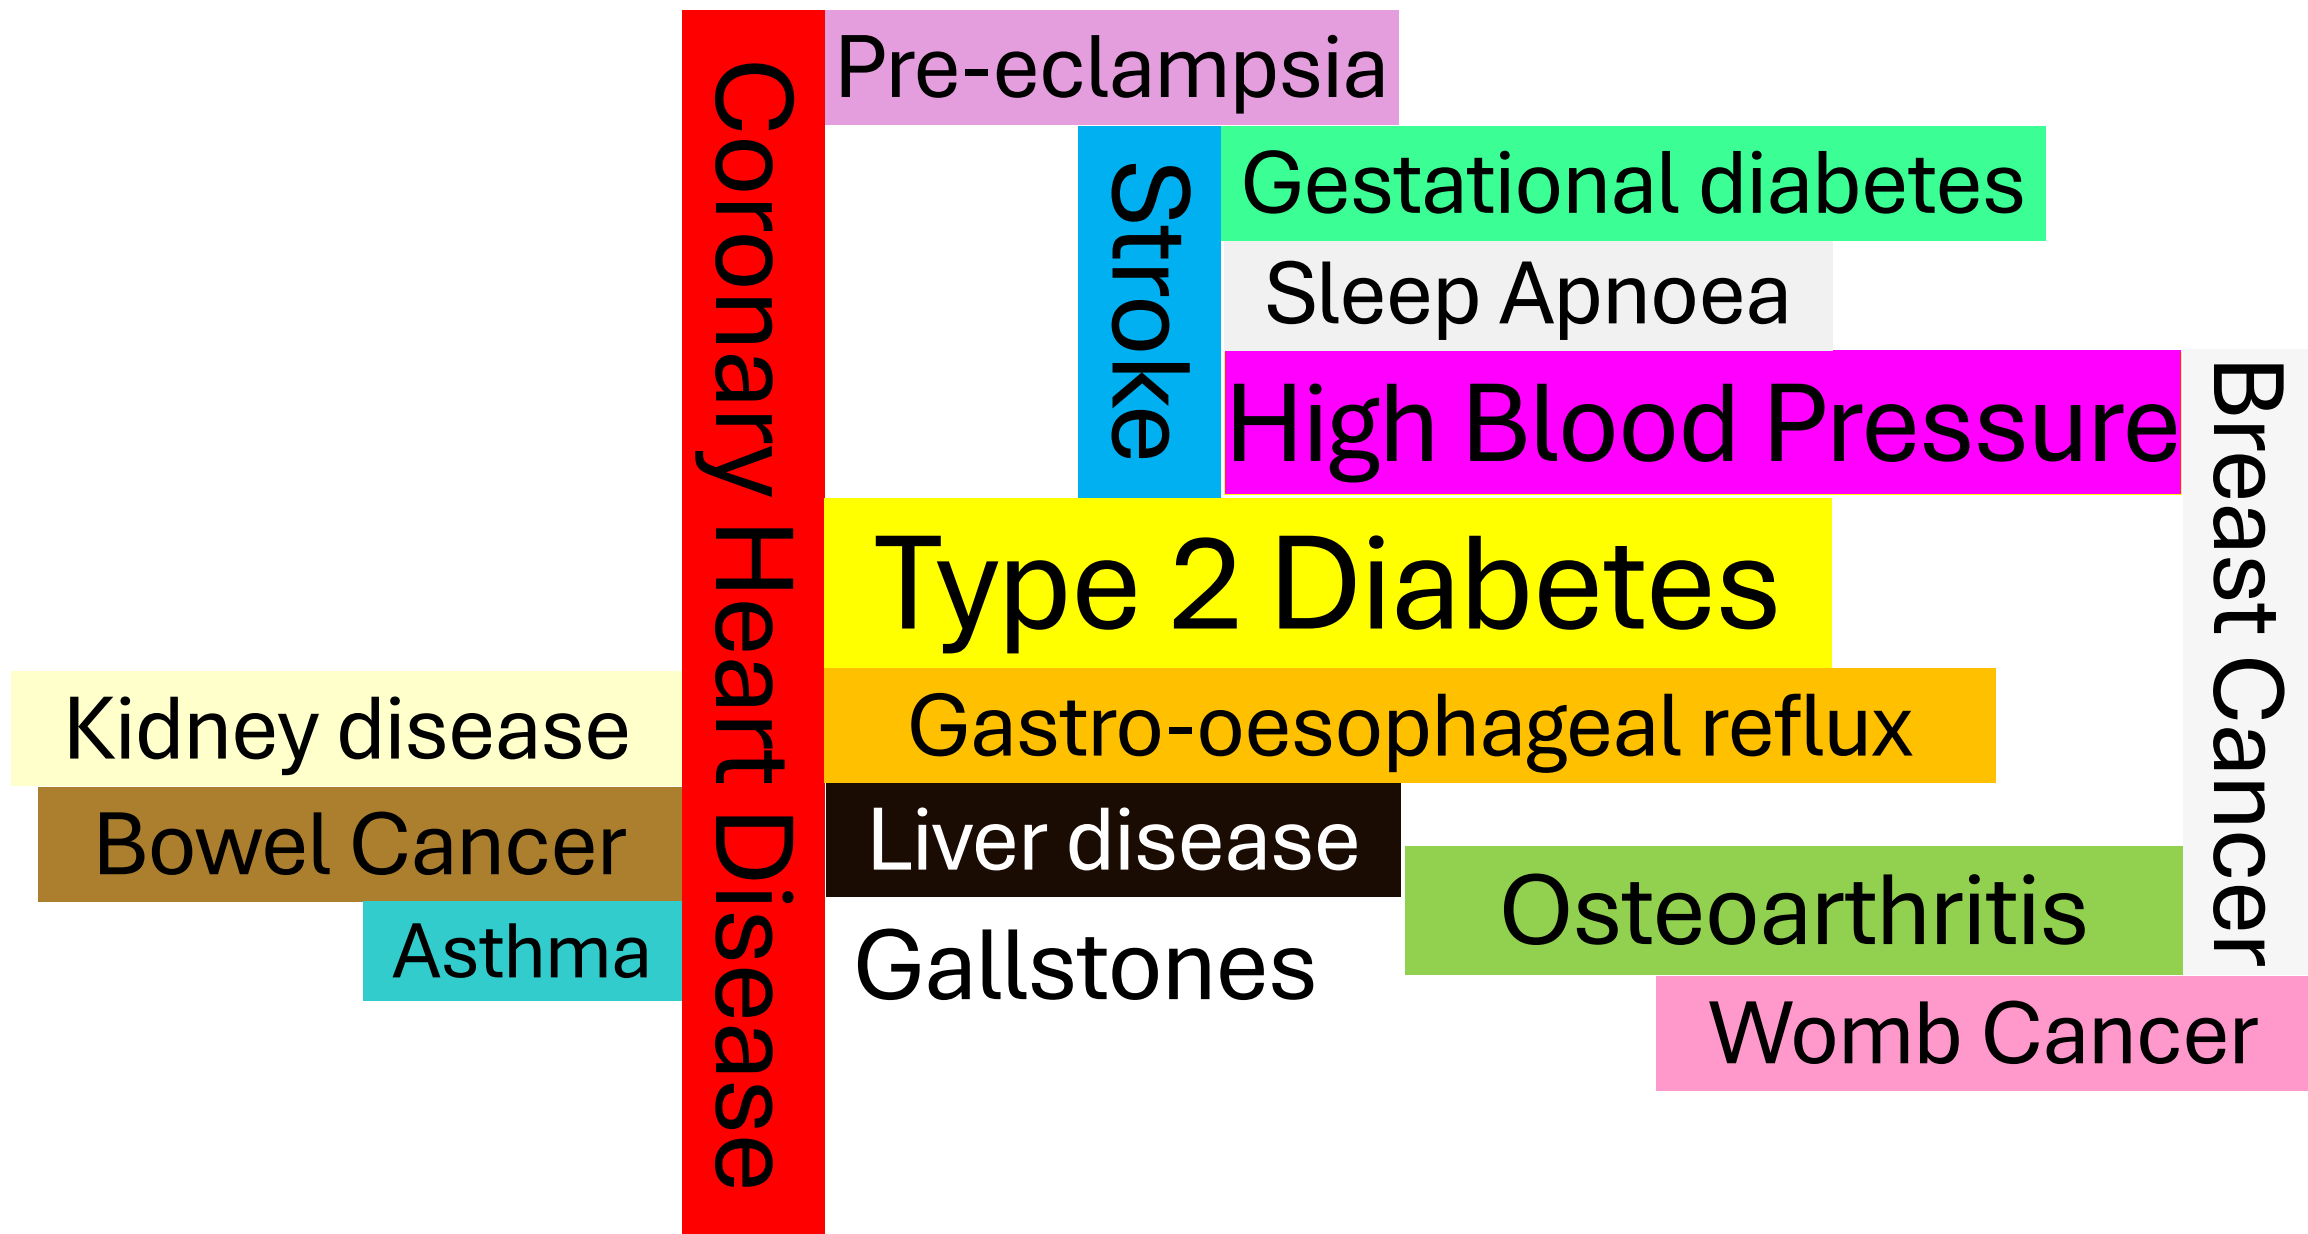 Coronary Heart Disease
Pre-eclampsia
Stroke
Gestational diabetes
Sleep Apnoea
High Blood Pressure
Breast Cancer
Type 2 Diabetes
Kidney disease
Gastro-oesophageal reflux
Bowel Cancer
Liver disease
Osteoarthritis
Asthma
Gallstones
Womb Cancer